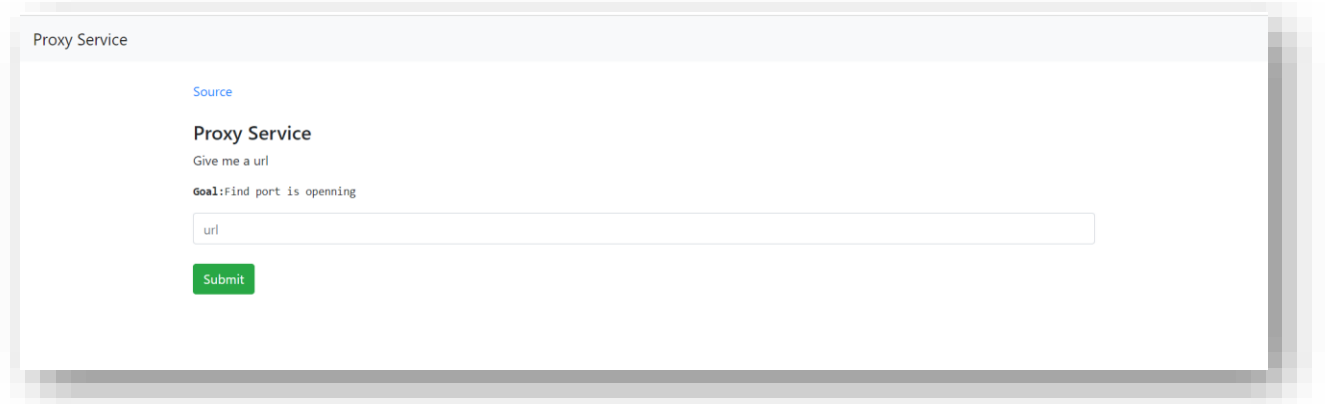 Proxy Service
Source
Proxy Service
Give me a url
Goal:Find port is openning
url
Submit